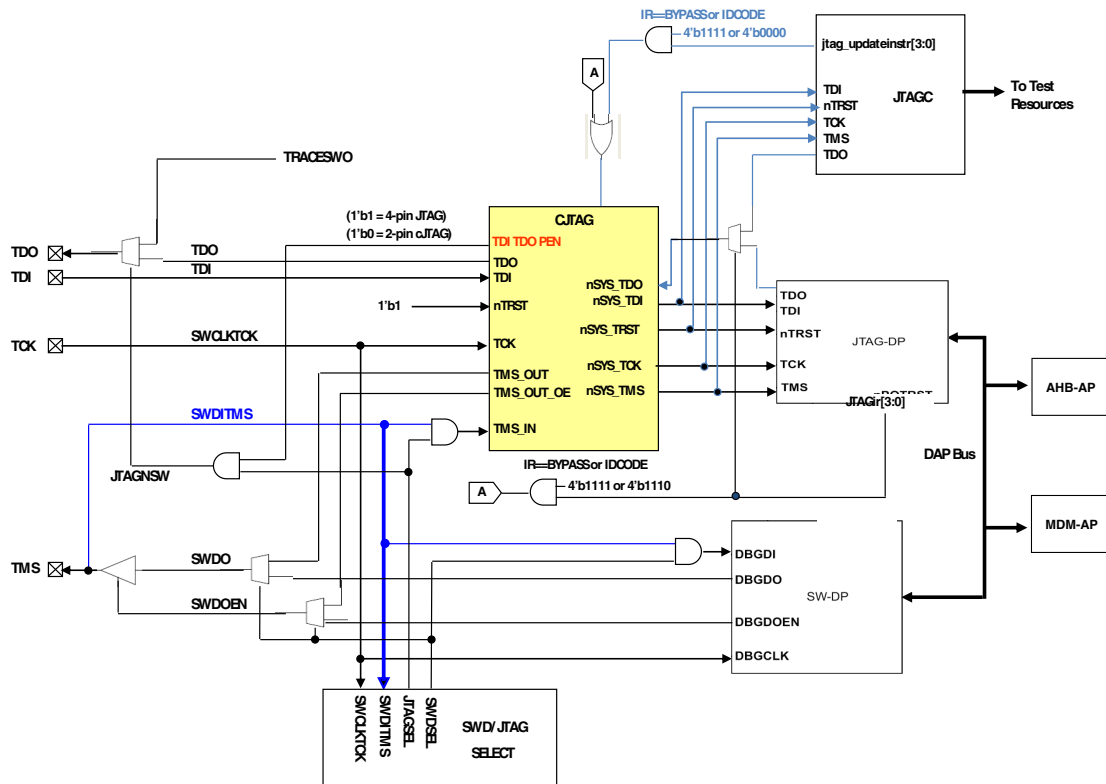 IR==BYPASS or IDCODE
4'b1111 or 4'b0000
jtag_updateinstr[3:0]
A
TDI
nTRST
JTAGC
TCK
TMS
TDO
To Test
Resources
TRACESWO
(1'b1 = 4-pin JTAG)
(1'b0 = 2-pin cJTAG)
CJTAG
TDI TDO PEN
TDO
TDO
TDO
TDI
TDI
TDI
nSYS_TDO
nSYS_TDI
TDO
TDI
1'b1
nTRST
nSYS_TRST
nTRST
JTAG-DP
TCK
SWCLKTCK
TCK
nSYS_TCK
TCK
TMS_OUT
TMS_OUT_OE
nSYS_TMS
TMS
JTAGir[3:0]
AHB-AP
SWDITMS
TMS_IN
JTAGNSW
IR==BYPASS or IDCODE
4'b1111 or 4'b1110
A
DAP Bus
MDM-AP
TMS
SWDO
SWDOEN
DBGDI
DBGDO
SW-DP
DBGDOEN
DBGCLK
SWCLKTCK
SWDITMS
JTAGSEL
SWDSEL
SWD/JTAG
SELECT